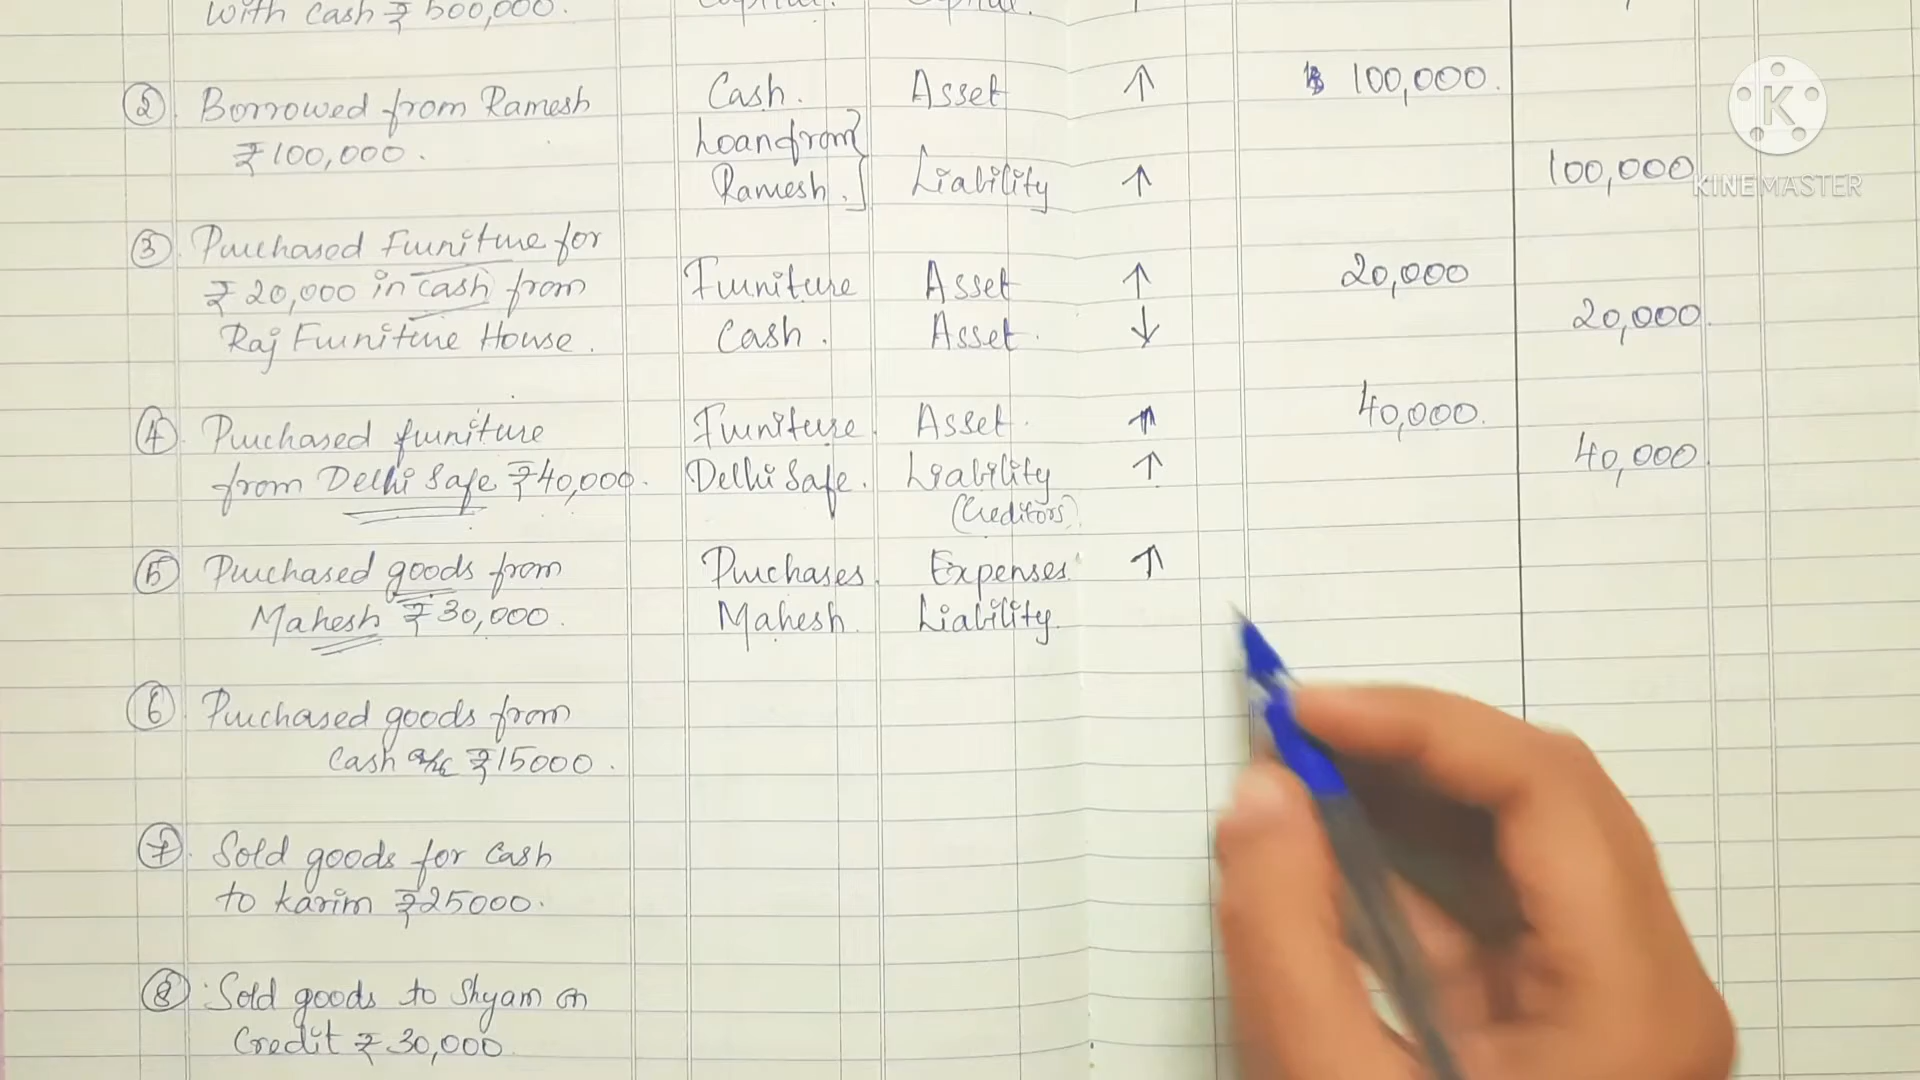 with cash ₹ 500,000. Capital. Capital.
② Borrowed from Ramesh Cash. Asset ↑ 100,000.
₹100,000. Loan from
Ramesh. Liability ↑ 100,000
③ Purchased Furniture for
₹ 20,000 in cash from Furniture Asset ↑ 20,000
Raj Furniture House. Cash. Asset. ↓ 20,000.
④ Purchased furniture Furniture. Asset. ↑ 40,000.
from Delhi Safe ₹40,000. Delhi Safe. Liability ↑ 40,000.
(Creditors).
⑤ Purchased goods from Purchases. Expenses ↑
Mahesh ₹ 30,000. Mahesh. Liability.
⑥ Purchased goods from
Cash a/c ₹15000.
⑦. Sold goods for cash
to karim ₹25000.
⑧. Sold goods to Shyam on
Credit ₹ 30,000.
K
KINEMASTER